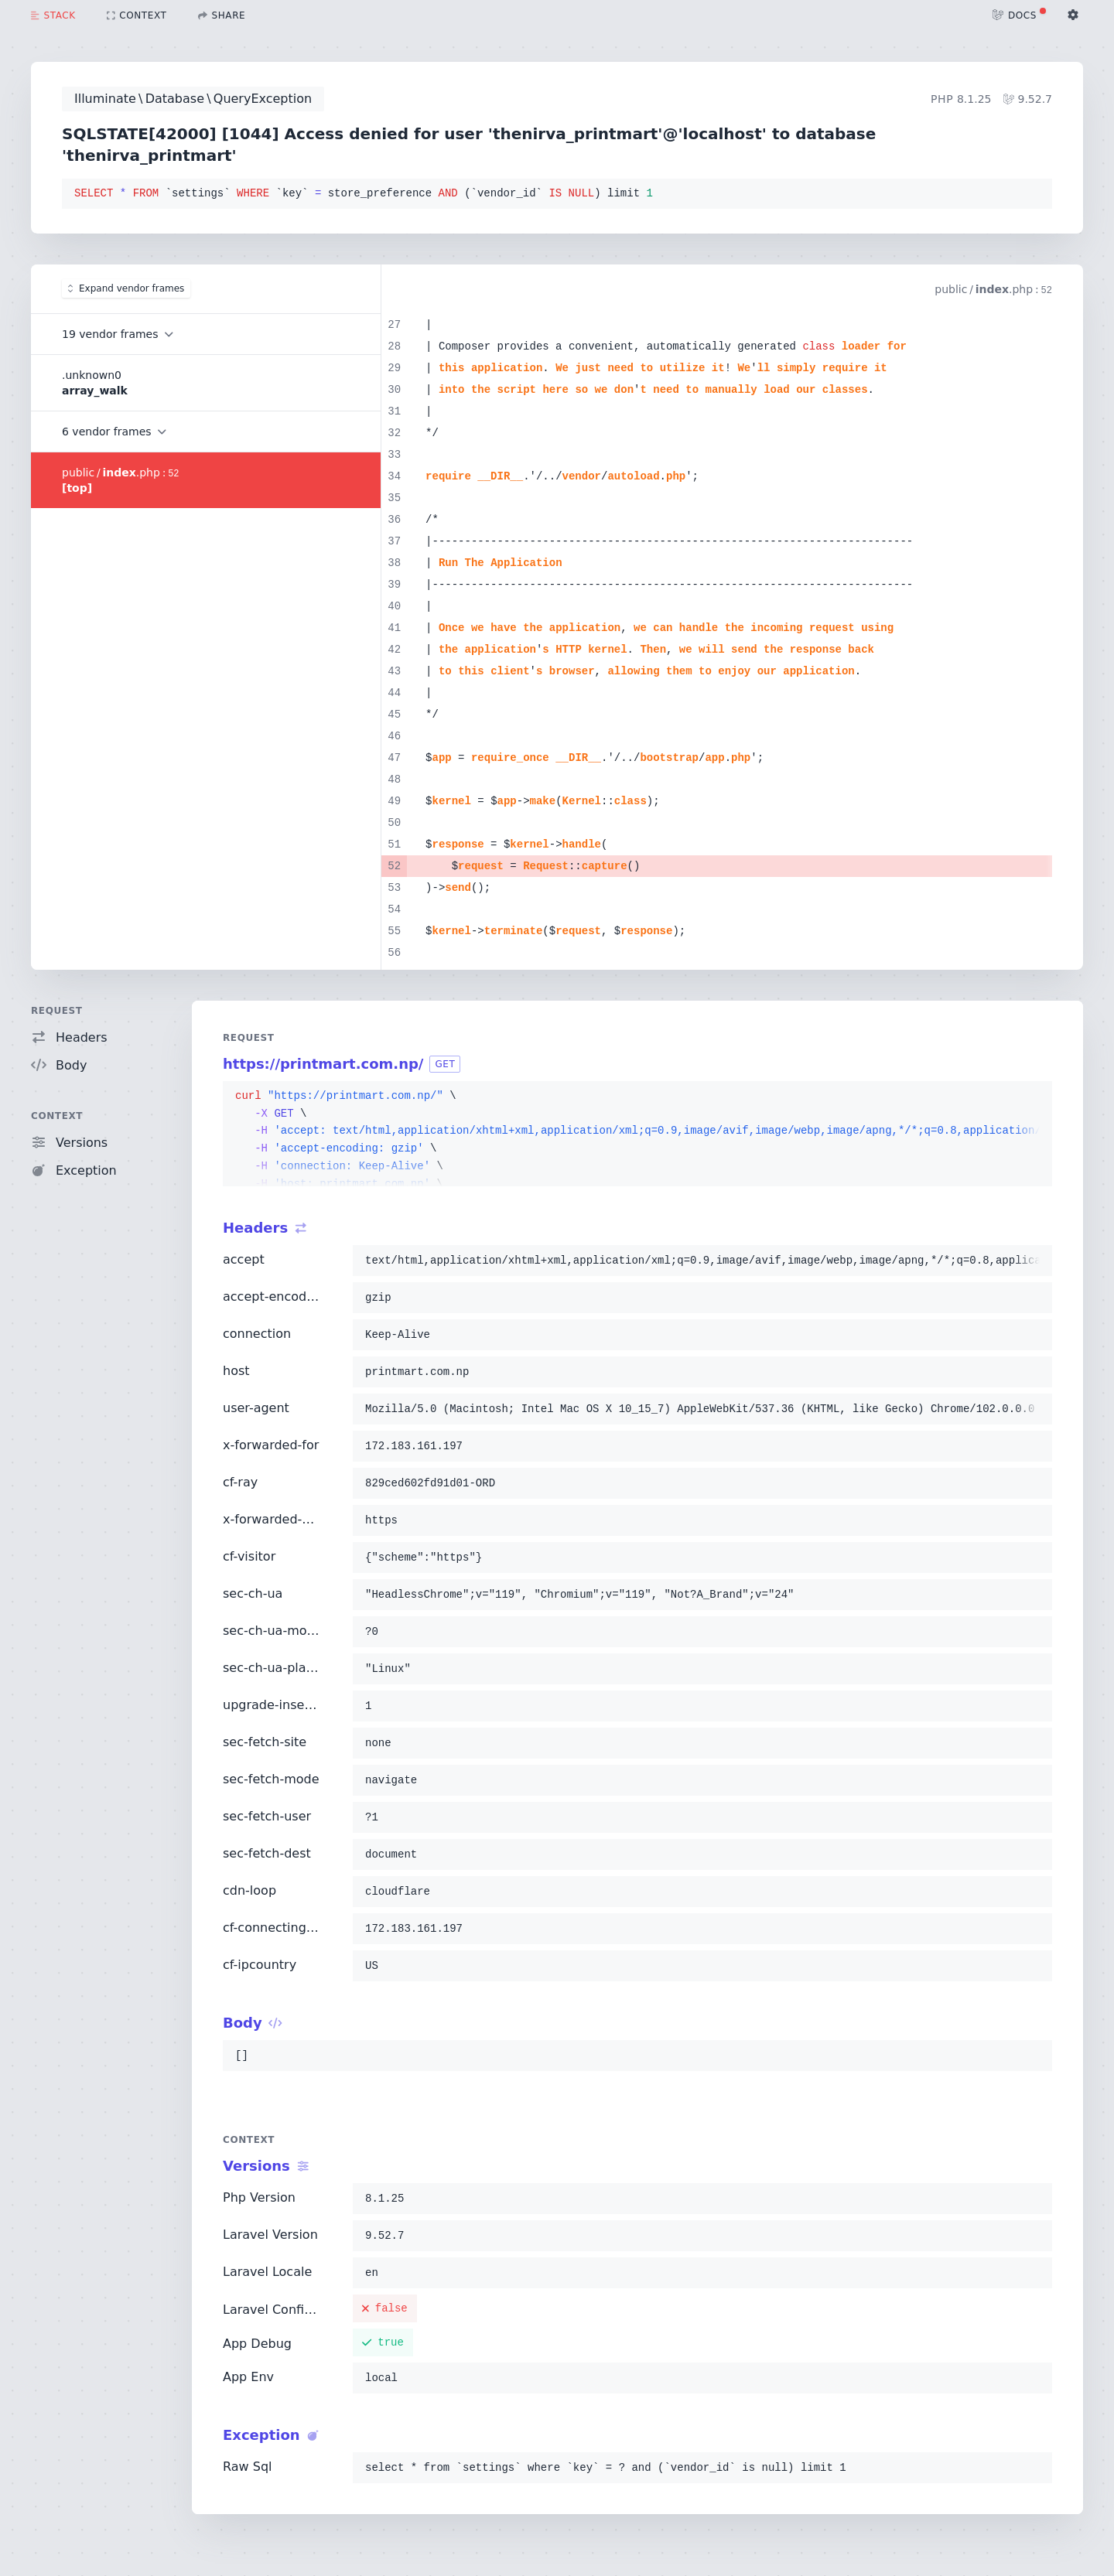 STACK CONTEXT SHARE DOCS
Illuminate\Database\QueryException PHP 8.1.25 9.52.7
SQLSTATE[42000] [1044] Access denied for user 'thenirva_printmart'@'localhost' to database
'thenirva_printmart'
SELECT * FROM `settings` WHERE `key` = store_preference AND (`vendor_id` IS NULL) limit 1
Expand vendor frames
19 vendor frames
.unknown0
array_walk
6 vendor frames
public/index.php:52
[top]
public/index.php:52
27 |
28 | Composer provides a convenient, automatically generated class loader for
29 | this application. We just need to utilize it! We'll simply require it
30 | into the script here so we don't need to manually load our classes.
31 |
32 */
33
34 require __DIR__.'/../vendor/autoload.php';
35
36 /*
37 |--------------------------------------------------------------------------
38 | Run The Application
39 |--------------------------------------------------------------------------
40 |
41 | Once we have the application, we can handle the incoming request using
42 | the application's HTTP kernel. Then, we will send the response back
43 | to this client's browser, allowing them to enjoy our application.
44 |
45 */
46
47 $app = require_once __DIR__.'/../bootstrap/app.php';
48
49 $kernel = $app->make(Kernel::class);
50
51 $response = $kernel->handle(
52 $request = Request::capture()
53 )->send();
54
55 $kernel->terminate($request, $response);
56
REQUEST
Headers
Body
CONTEXT
Versions
Exception
REQUEST
https://printmart.com.np/ GET
curl "https://printmart.com.np/" \
-X GET \
-H 'accept: text/html,application/xhtml+xml,application/xml;q=0.9,image/avif,image/webp,image/apng,*/*;q=0.8,application/
-H 'accept-encoding: gzip' \
-H 'connection: Keep-Alive' \
-H 'host: printmart.com.np' \
Headers
accept text/html,application/xhtml+xml,application/xml;q=0.9,image/avif,image/webp,image/apng,*/*;q=0.8,applica
accept-encod… gzip
connection Keep-Alive
host printmart.com.np
user-agent Mozilla/5.0 (Macintosh; Intel Mac OS X 10_15_7) AppleWebKit/537.36 (KHTML, like Gecko) Chrome/102.0.0.0
x-forwarded-for 172.183.161.197
cf-ray 829ced602fd91d01-ORD
x-forwarded-… https
cf-visitor {"scheme":"https"}
sec-ch-ua "HeadlessChrome";v="119", "Chromium";v="119", "Not?A_Brand";v="24"
sec-ch-ua-mo… ?0
sec-ch-ua-pla… "Linux"
upgrade-inse… 1
sec-fetch-site none
sec-fetch-mode navigate
sec-fetch-user ?1
sec-fetch-dest document
cdn-loop cloudflare
cf-connecting… 172.183.161.197
cf-ipcountry US
Body
[]
CONTEXT
Versions
Php Version 8.1.25
Laravel Version 9.52.7
Laravel Locale en
Laravel Confi… false
App Debug true
App Env local
Exception
Raw Sql select * from `settings` where `key` = ? and (`vendor_id` is null) limit 1